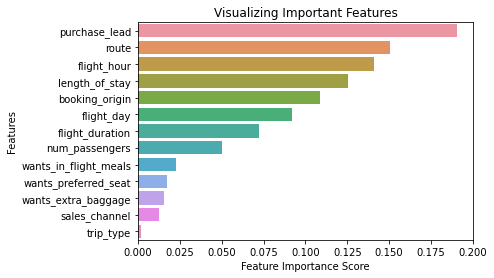 Visualizing Important Features
purchase_lead
route
flight_hour
length_of_stay
booking_origin
flight_day
flight_duration
num_passengers
wants_in_flight_meals
wants_preferred_seat
wants_extra_baggage
sales_channel
trip_type
Features
0.000 0.025 0.050 0.075 0.100 0.125 0.150 0.175 0.200
Feature Importance Score